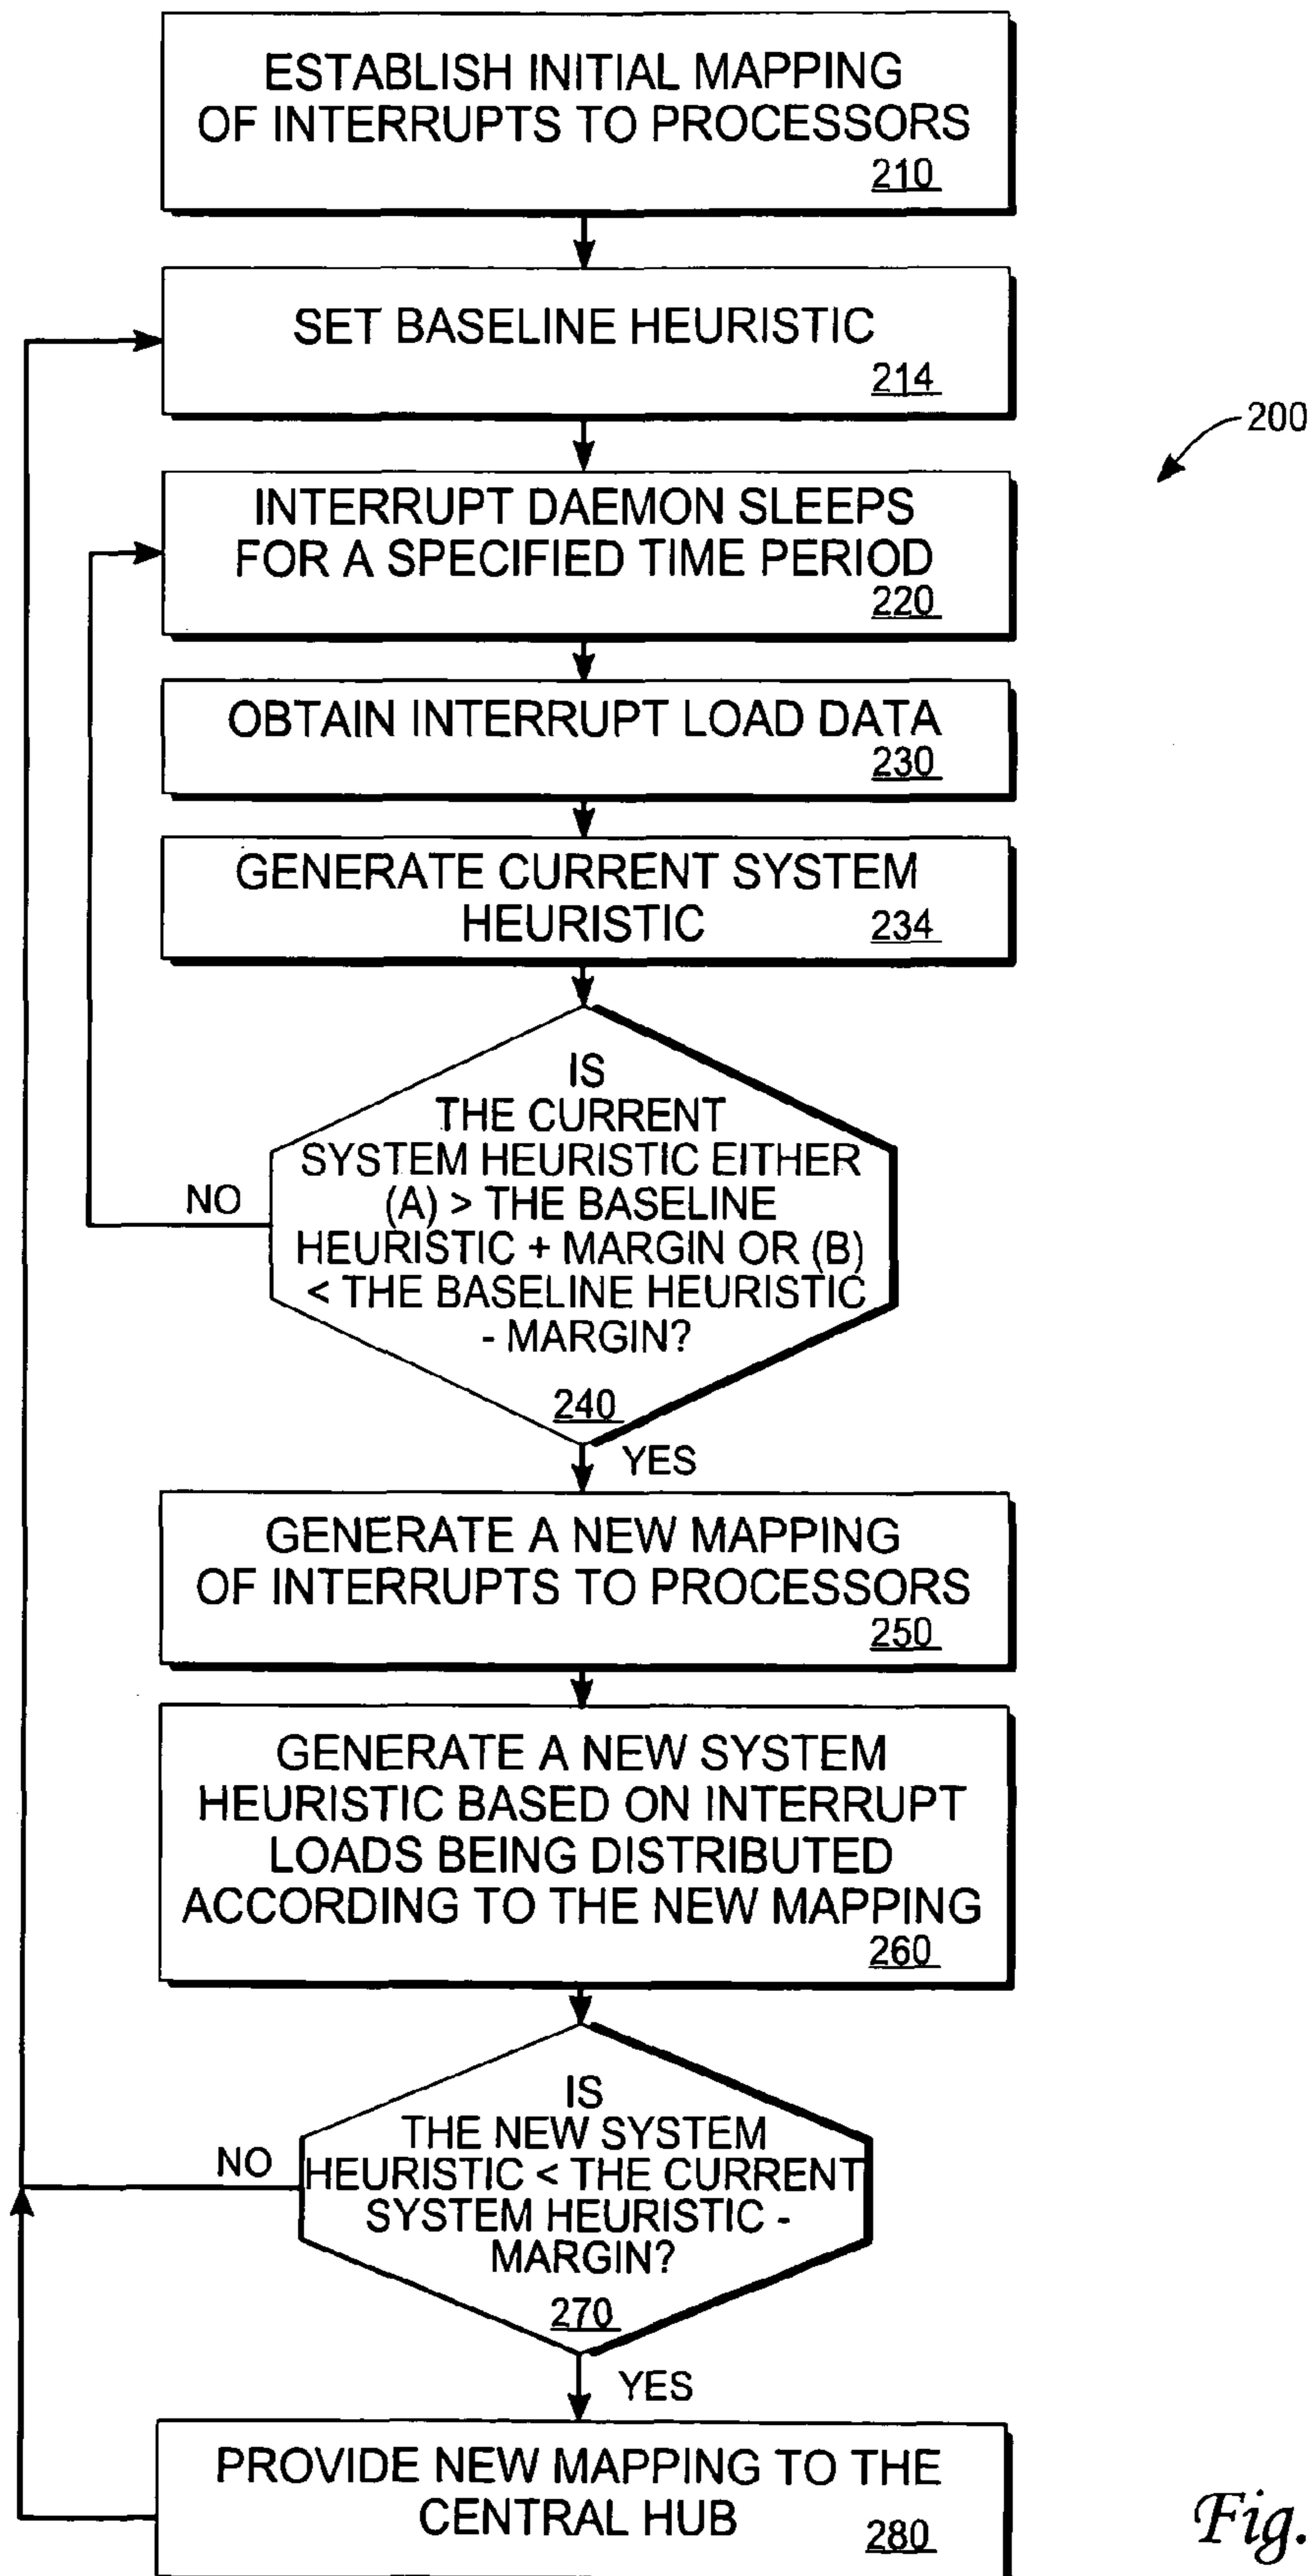 ESTABLISH INITIAL MAPPING
OF INTERRUPTS TO PROCESSORS
210
SET BASELINE HEURISTIC
214
200
INTERRUPT DAEMON SLEEPS
FOR A SPECIFIED TIME PERIOD
220
OBTAIN INTERRUPT LOAD DATA
230
GENERATE CURRENT SYSTEM
HEURISTIC 234
IS
THE CURRENT
SYSTEM HEURISTIC EITHER
(A) > THE BASELINE
HEURISTIC + MARGIN OR (B)
< THE BASELINE HEURISTIC
- MARGIN?
240
NO
YES
GENERATE A NEW MAPPING
OF INTERRUPTS TO PROCESSORS
250
GENERATE A NEW SYSTEM
HEURISTIC BASED ON INTERRUPT
LOADS BEING DISTRIBUTED
ACCORDING TO THE NEW MAPPING
260
IS
THE NEW SYSTEM
HEURISTIC < THE CURRENT
SYSTEM HEURISTIC -
MARGIN?
270
NO
YES
PROVIDE NEW MAPPING TO THE
CENTRAL HUB 280
Fig.